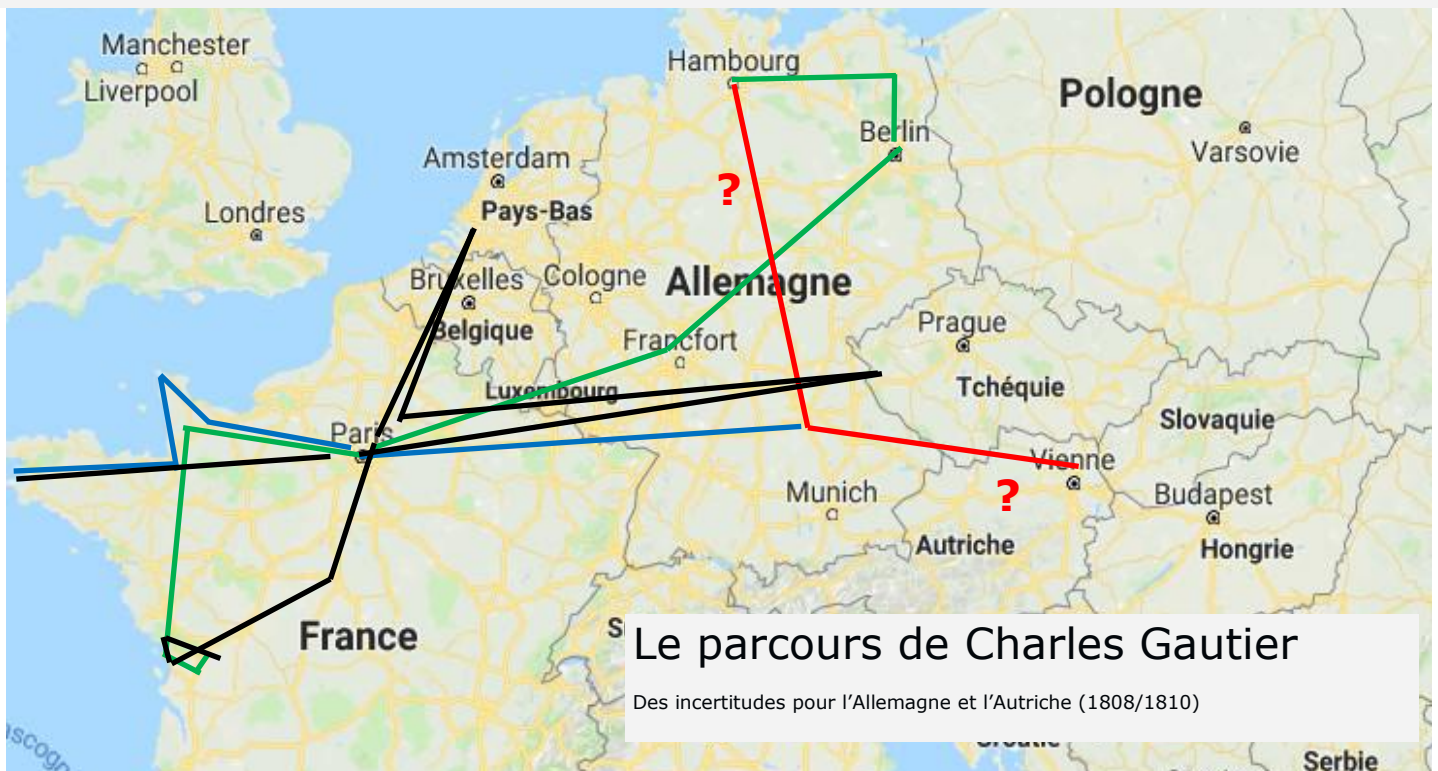 Manchester
Liverpool
Londres
Amsterdam
Pays-Bas
Bruxelles
Belgique
Cologne
Luxembourg
Hambourg
Berlin
Allemagne
Francfort
Pologne
Varsovie
Prague
Tchéquie
Slovaquie
Paris
Munich
Vienne
Autriche
Budapest
Hongrie
France
?
?
Le parcours de Charles Gautier
Des incertitudes pour l’Allemagne et l’Autriche (1808/1810)
Croatie
Serbie